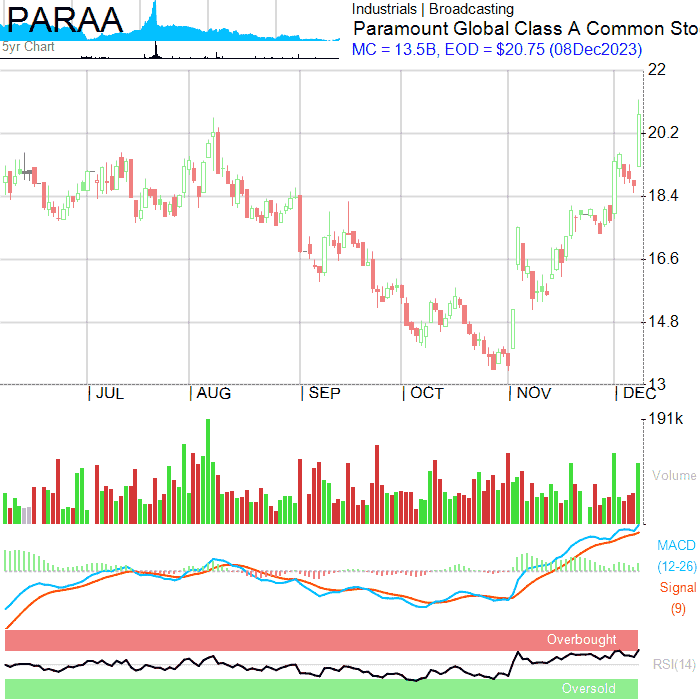 PARAA
5yr Chart
Industrials | Broadcasting
Paramount Global Class A Common Sto
MC = 13.5B, EOD = $20.75 (08Dec2023)
22
20.2
18.4
16.6
14.8
13
| JUL | AUG | SEP | OCT | NOV | DEC
191k
Volume
MACD
(12-26)
Signal
(9)
Overbought
RSI(14)
Oversold